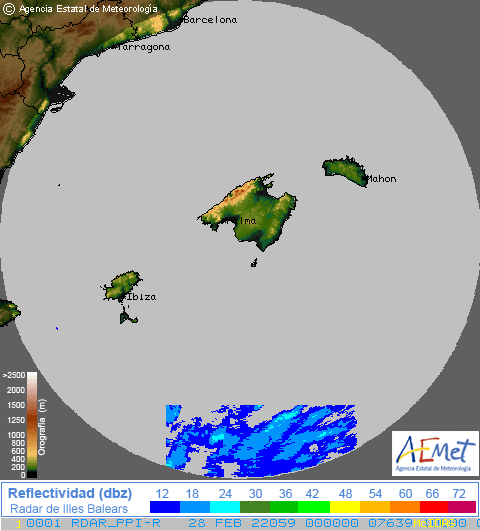 © Agencia Estatal de Meteorología
Barcelona
Tarragona
Mahon
lma
Ibiza
>2500
2000
1500
1000
800
600
400
200
0
Orografía (m)
AEMet
Agencia Estatal de Meteorología
Reflectividad (dbz)
Radar de Illes Balears
12 18 24 30 36 42 48 54 60 66 72
1 0001 RDAR_PPI-R 28 FEB 22059 000000 07639